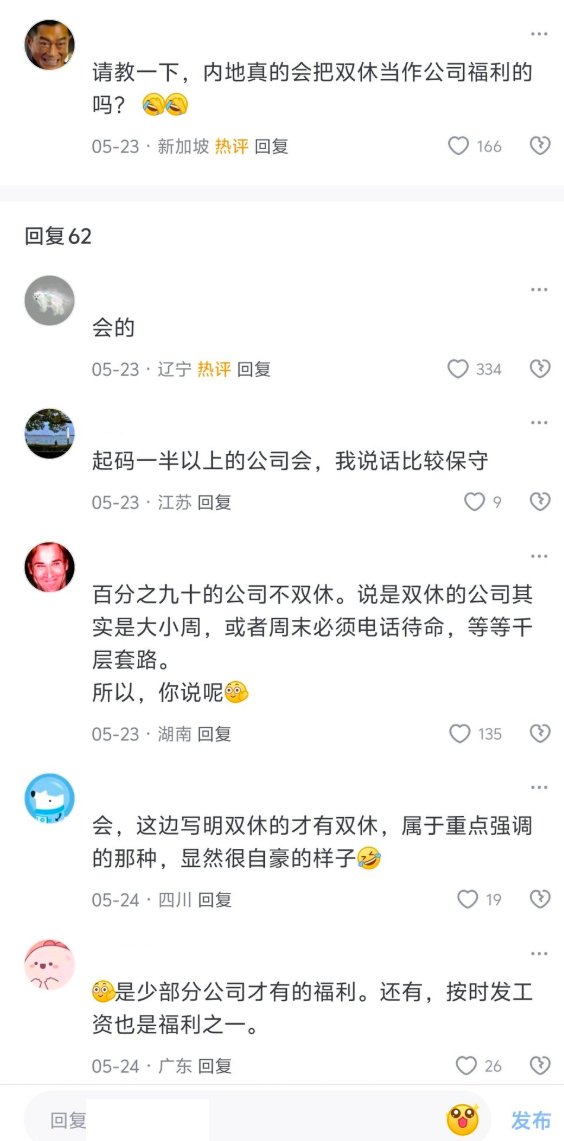 请教一下，内地真的会把双休当作公司福利的
吗？🤣🤣
05-23 · 新加坡 热评 回复
166
回复62
会的
05-23 · 辽宁 热评 回复
334
起码一半以上的公司会，我说话比较保守
05-23 · 江苏 回复
9
百分之九十的公司不双休。说是双休的公司其
实是大小周，或者周末必须电话待命，等等千
层套路。
所以，你说呢🫢
05-23 · 湖南 回复
135
会，这边写明双休的才有双休，属于重点强调
的那种，显然很自豪的样子🤣
05-24 · 四川 回复
19
🫢是少部分公司才有的福利。还有，按时发工
资也是福利之一。
05-24 · 广东 回复
26
回复
发布